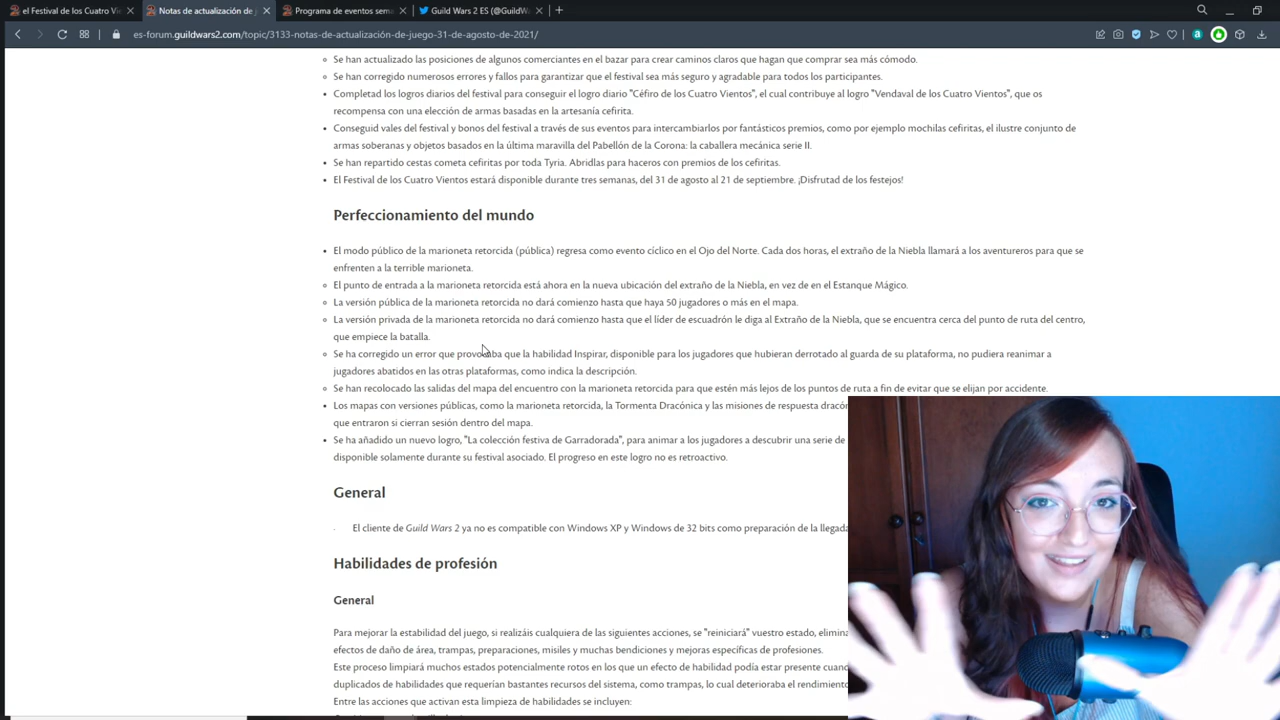 el Festival de los Cuatro Vie
Notas de actualización de j
Programa de eventos y sem
Guild Wars 2 ES (@GuildWa
es-forum.guildwars2.com/topic/3133-notas-de-actualización-de-juego-31-de-agosto-de-2021/
Se han actualizado las posiciones de algunos comerciantes en el bazar para crear caminos claros que hagan que comprar sea más cómodo.
Se han corregido numerosos errores y fallos para garantizar que el festival sea más seguro y agradable para todos los participantes.
Completad los logros diarios del festival para conseguir el logro diario "Céfiro de los Cuatro Vientos", el cual contribuye al logro "Vendaval de los Cuatro Vientos", que os
recompensa con una elección de armas basadas en la artesanía cefirita.
Conseguid vales del festival y bonos del festival a través de sus eventos para intercambiarlos por fantásticos premios, como por ejemplo mochilas cefiritas, el ilustre conjunto de
armas soberanas y objetos basados en la última maravilla del Pabellón de la Corona: la caballera mecánica serie II.
Se han repartido cestas cometa cefiritas por toda Tyria. Abridlas para haceros con premios de los cefiritas.
El Festival de los Cuatro Vientos estará disponible durante tres semanas, del 31 de agosto al 21 de septiembre. ¡Disfrutad de los festejos!
Perfeccionamiento del mundo
El modo público de la marioneta retorcida (pública) regresa como evento cíclico en el Ojo del Norte. Cada dos horas, el extraño de la Niebla llamará a los aventureros para que se
enfrenten a la terrible marioneta.
El punto de entrada a la marioneta retorcida está ahora en la nueva ubicación del extraño de la Niebla, en vez de en el Estanque Mágico.
La versión pública de la marioneta retorcida no dará comienzo hasta que haya 50 jugadores o más en el mapa.
La versión privada de la marioneta retorcida no dará comienzo hasta que el líder de escuadrón le diga al Extraño de la Niebla, que se encuentra cerca del punto de ruta del centro,
que empiece la batalla.
Se ha corregido un error que provocaba que la habilidad Inspirar, disponible para los jugadores que hubieran derrotado al guarda de su plataforma, no pudiera reanimar a
jugadores abatidos en las otras plataformas, como indica la descripción.
Se han recolocado las salidas del mapa del encuentro con la marioneta retorcida para que estén más lejos de los puntos de ruta a fin de evitar que se elijan por accidente.
Los mapas con versiones públicas, como la marioneta retorcida, la Tormenta Dracónica y las misiones de respuesta dracón
que entraron si cierran sesión dentro del mapa.
Se ha añadido un nuevo logro, "La colección festiva de Garradorada", para animar a los jugadores a descubrir una serie de
disponible solamente durante su festival asociado. El progreso en este logro no es retroactivo.
General
El cliente de Guild Wars 2 ya no es compatible con Windows XP y Windows de 32 bits como preparación de la llegada
Habilidades de profesión
General
Para mejorar la estabilidad del juego, si realizáis cualquiera de las siguientes acciones, se "reiniciará" vuestro estado, elimina
efectos de daño de área, trampas, preparaciones, misiles y muchas bendiciones y mejoras específicas de profesiones.
Este proceso limpiará muchos estados potencialmente rotos en los que un efecto de habilidad podía estar presente cuand
duplicados de habilidades que requerían bastantes recursos del sistema, como trampas, lo cual deterioraba el rendimiento
Entre las acciones que activan esta limpieza de habilidades se incluyen: